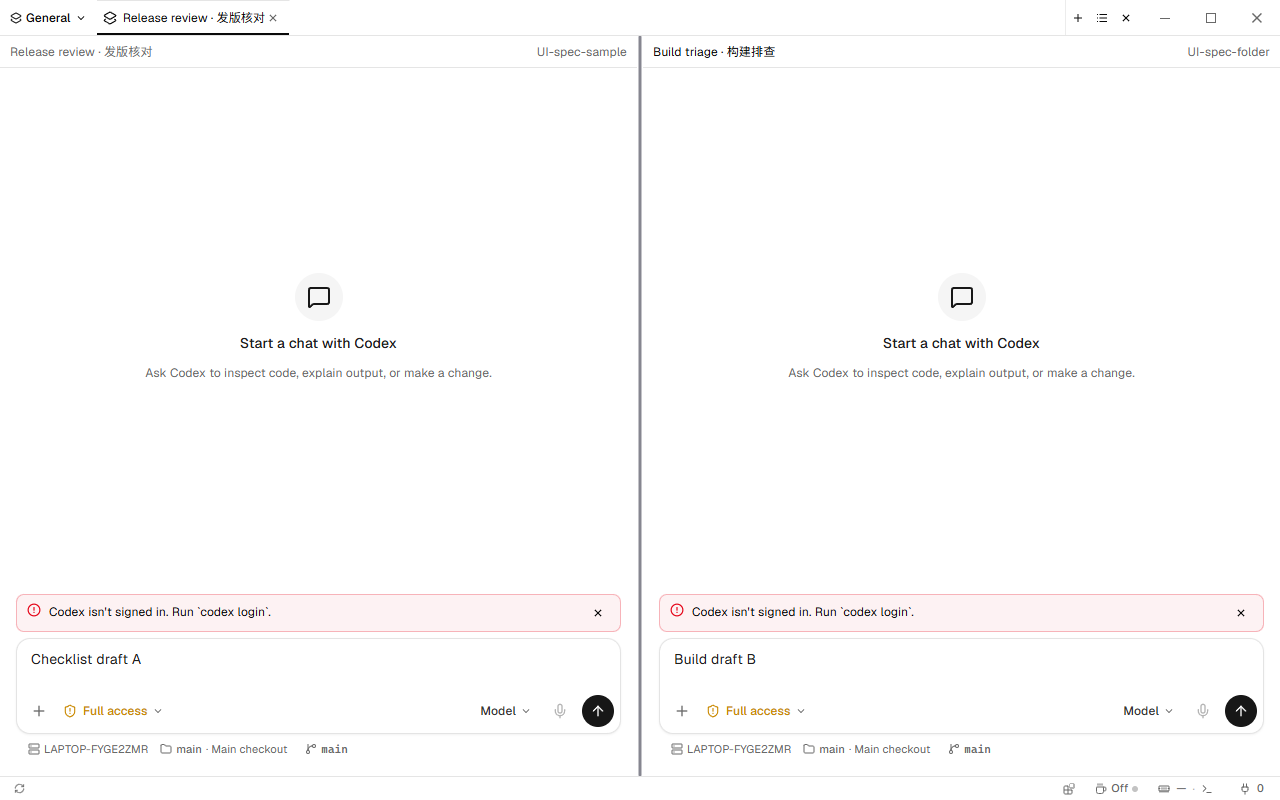 General
Release review · 发版核对
Release review · 发版核对
UI-spec-sample
Build triage · 构建排查
UI-spec-folder
Start a chat with Codex
Ask Codex to inspect code, explain output, or make a change.
Start a chat with Codex
Ask Codex to inspect code, explain output, or make a change.
Codex isn't signed in. Run `codex login`.
Checklist draft A
Full access
Model
LAPTOP-FYGE2ZMR
main · Main checkout
main
Codex isn't signed in. Run `codex login`.
Build draft B
Full access
Model
LAPTOP-FYGE2ZMR
main · Main checkout
main
Off
— ·
0